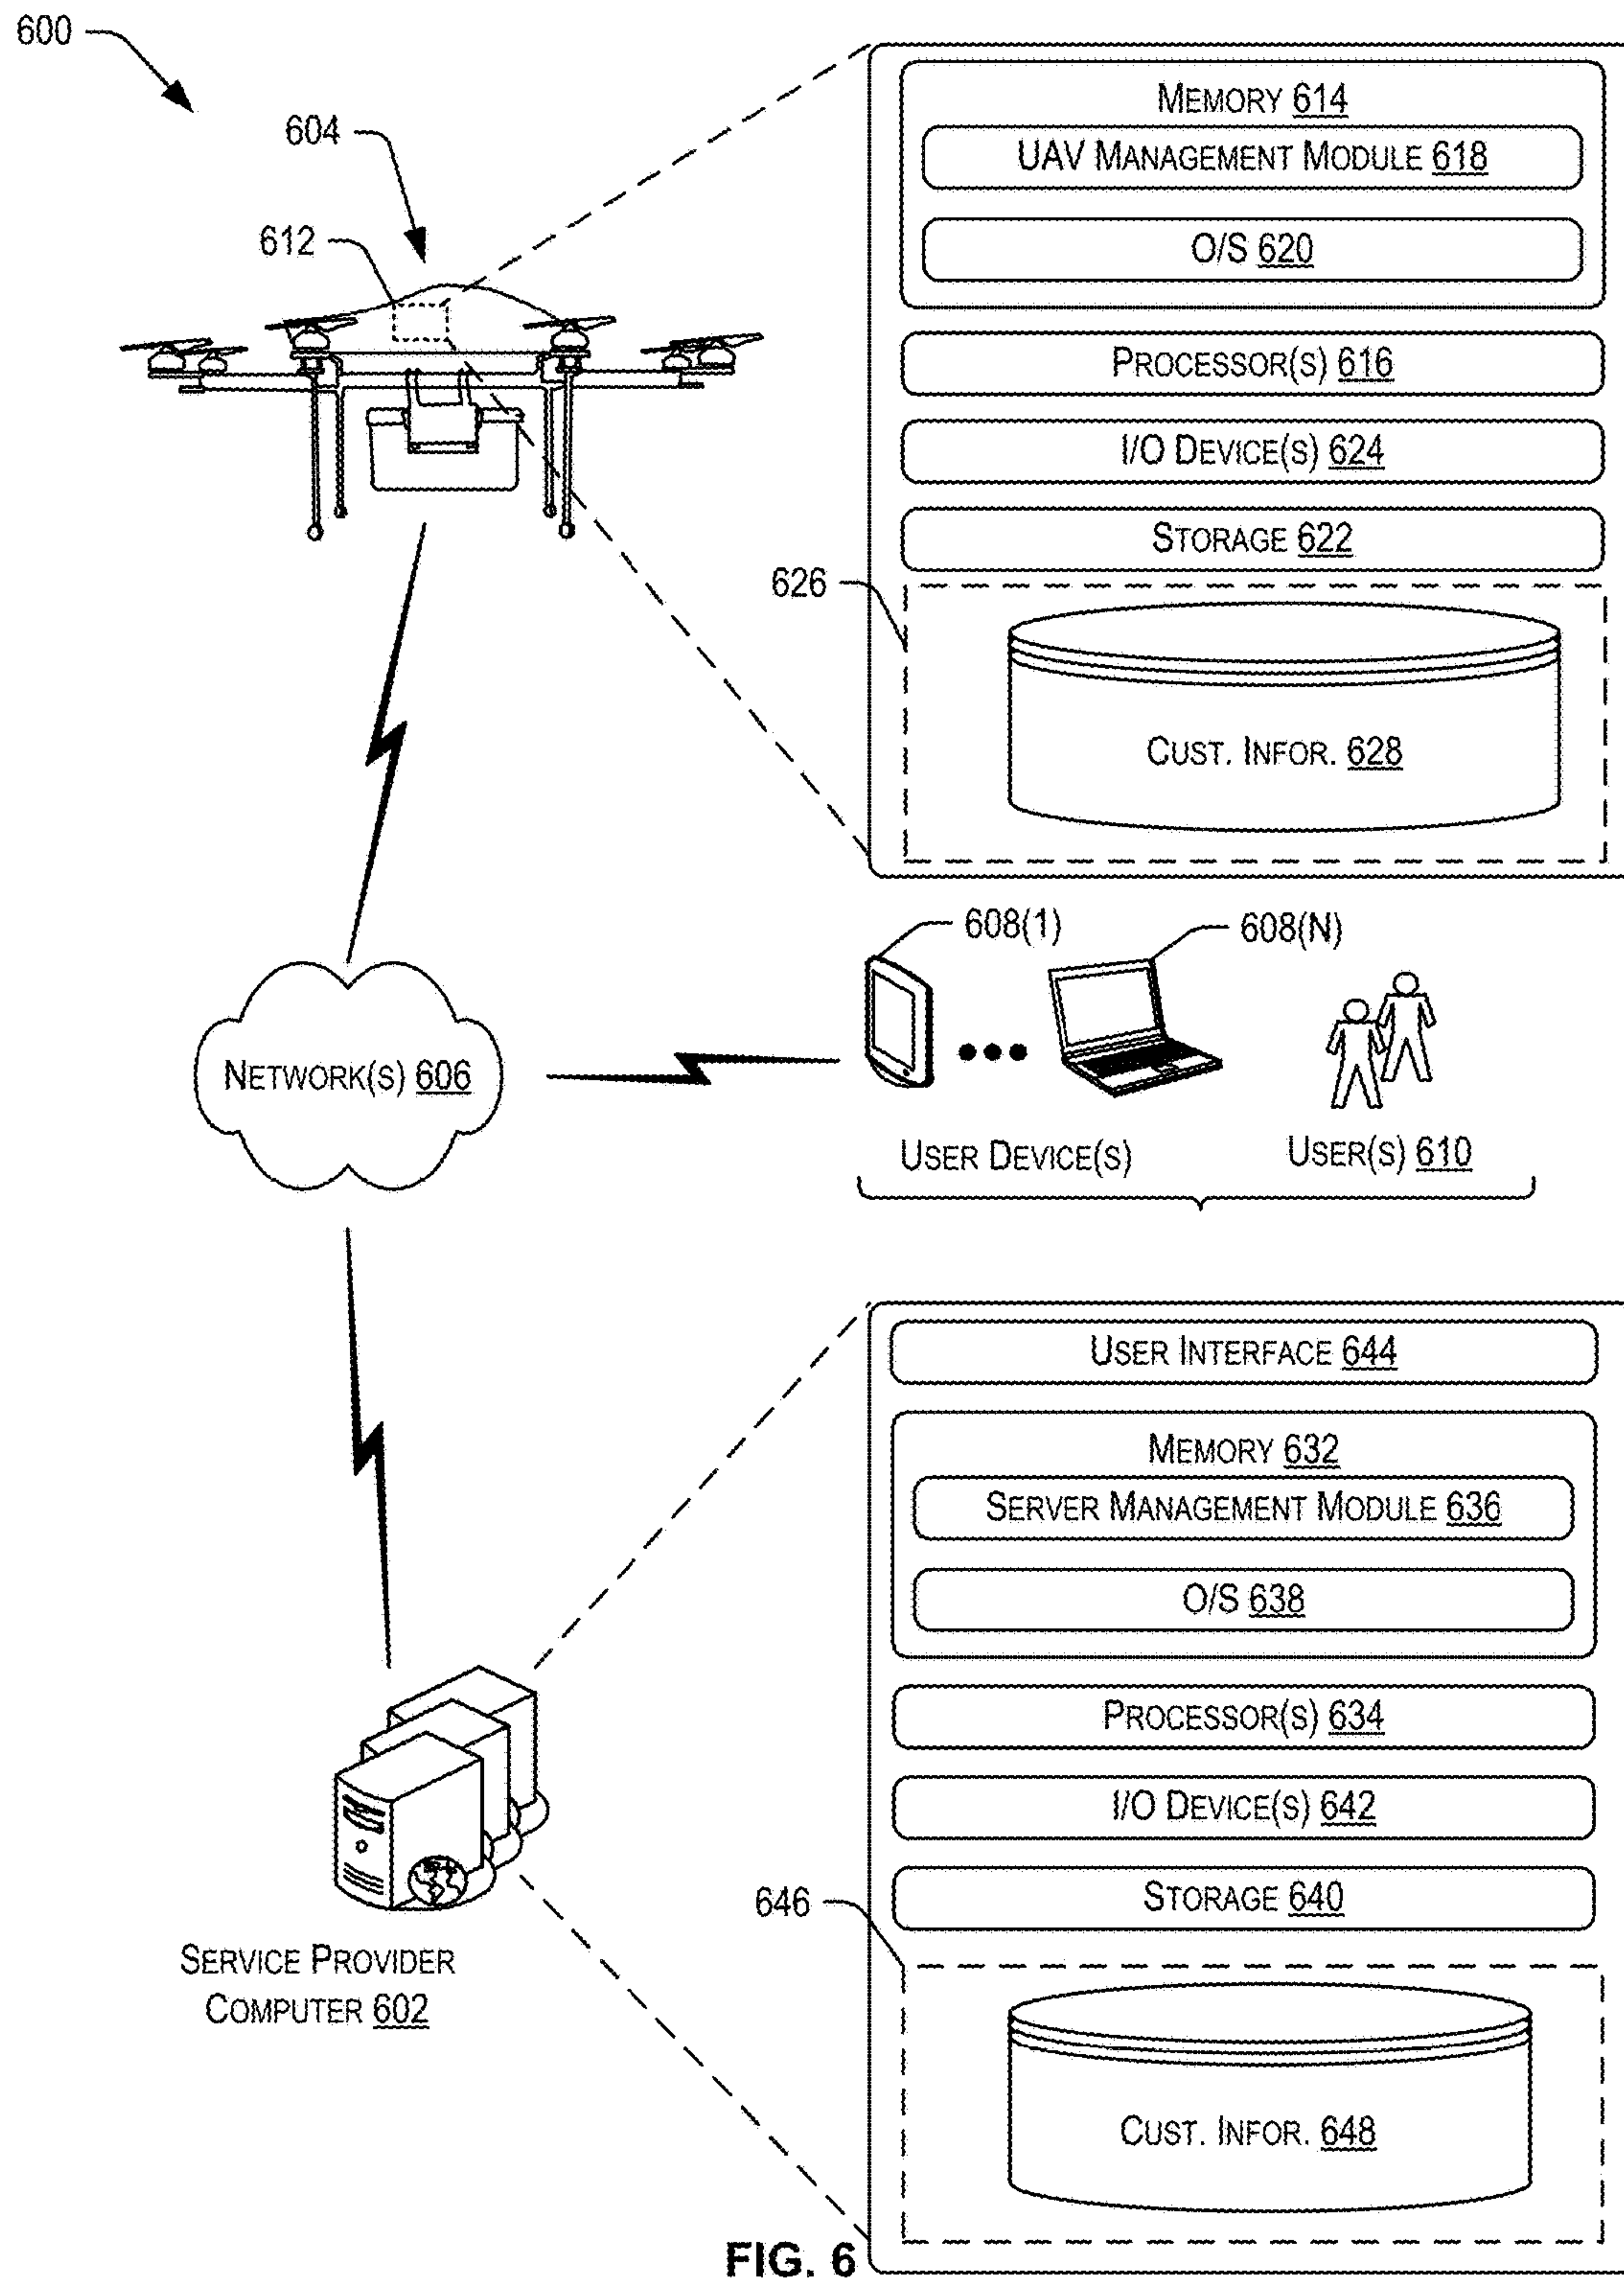 600
604
612
MEMORY 614
UAV MANAGEMENT MODULE 618
O/S 620
PROCESSOR(S) 616
I/O DEVICE(S) 624
STORAGE 622
626
CUST. INFOR. 628
608(1)
608(N)
NETWORK(S) 606
USER DEVICE(S)
USER(S) 610
USER INTERFACE 644
MEMORY 632
SERVER MANAGEMENT MODULE 636
O/S 638
PROCESSOR(S) 634
I/O DEVICE(S) 642
STORAGE 640
646
SERVICE PROVIDER
COMPUTER 602
CUST. INFOR. 648
FIG. 6